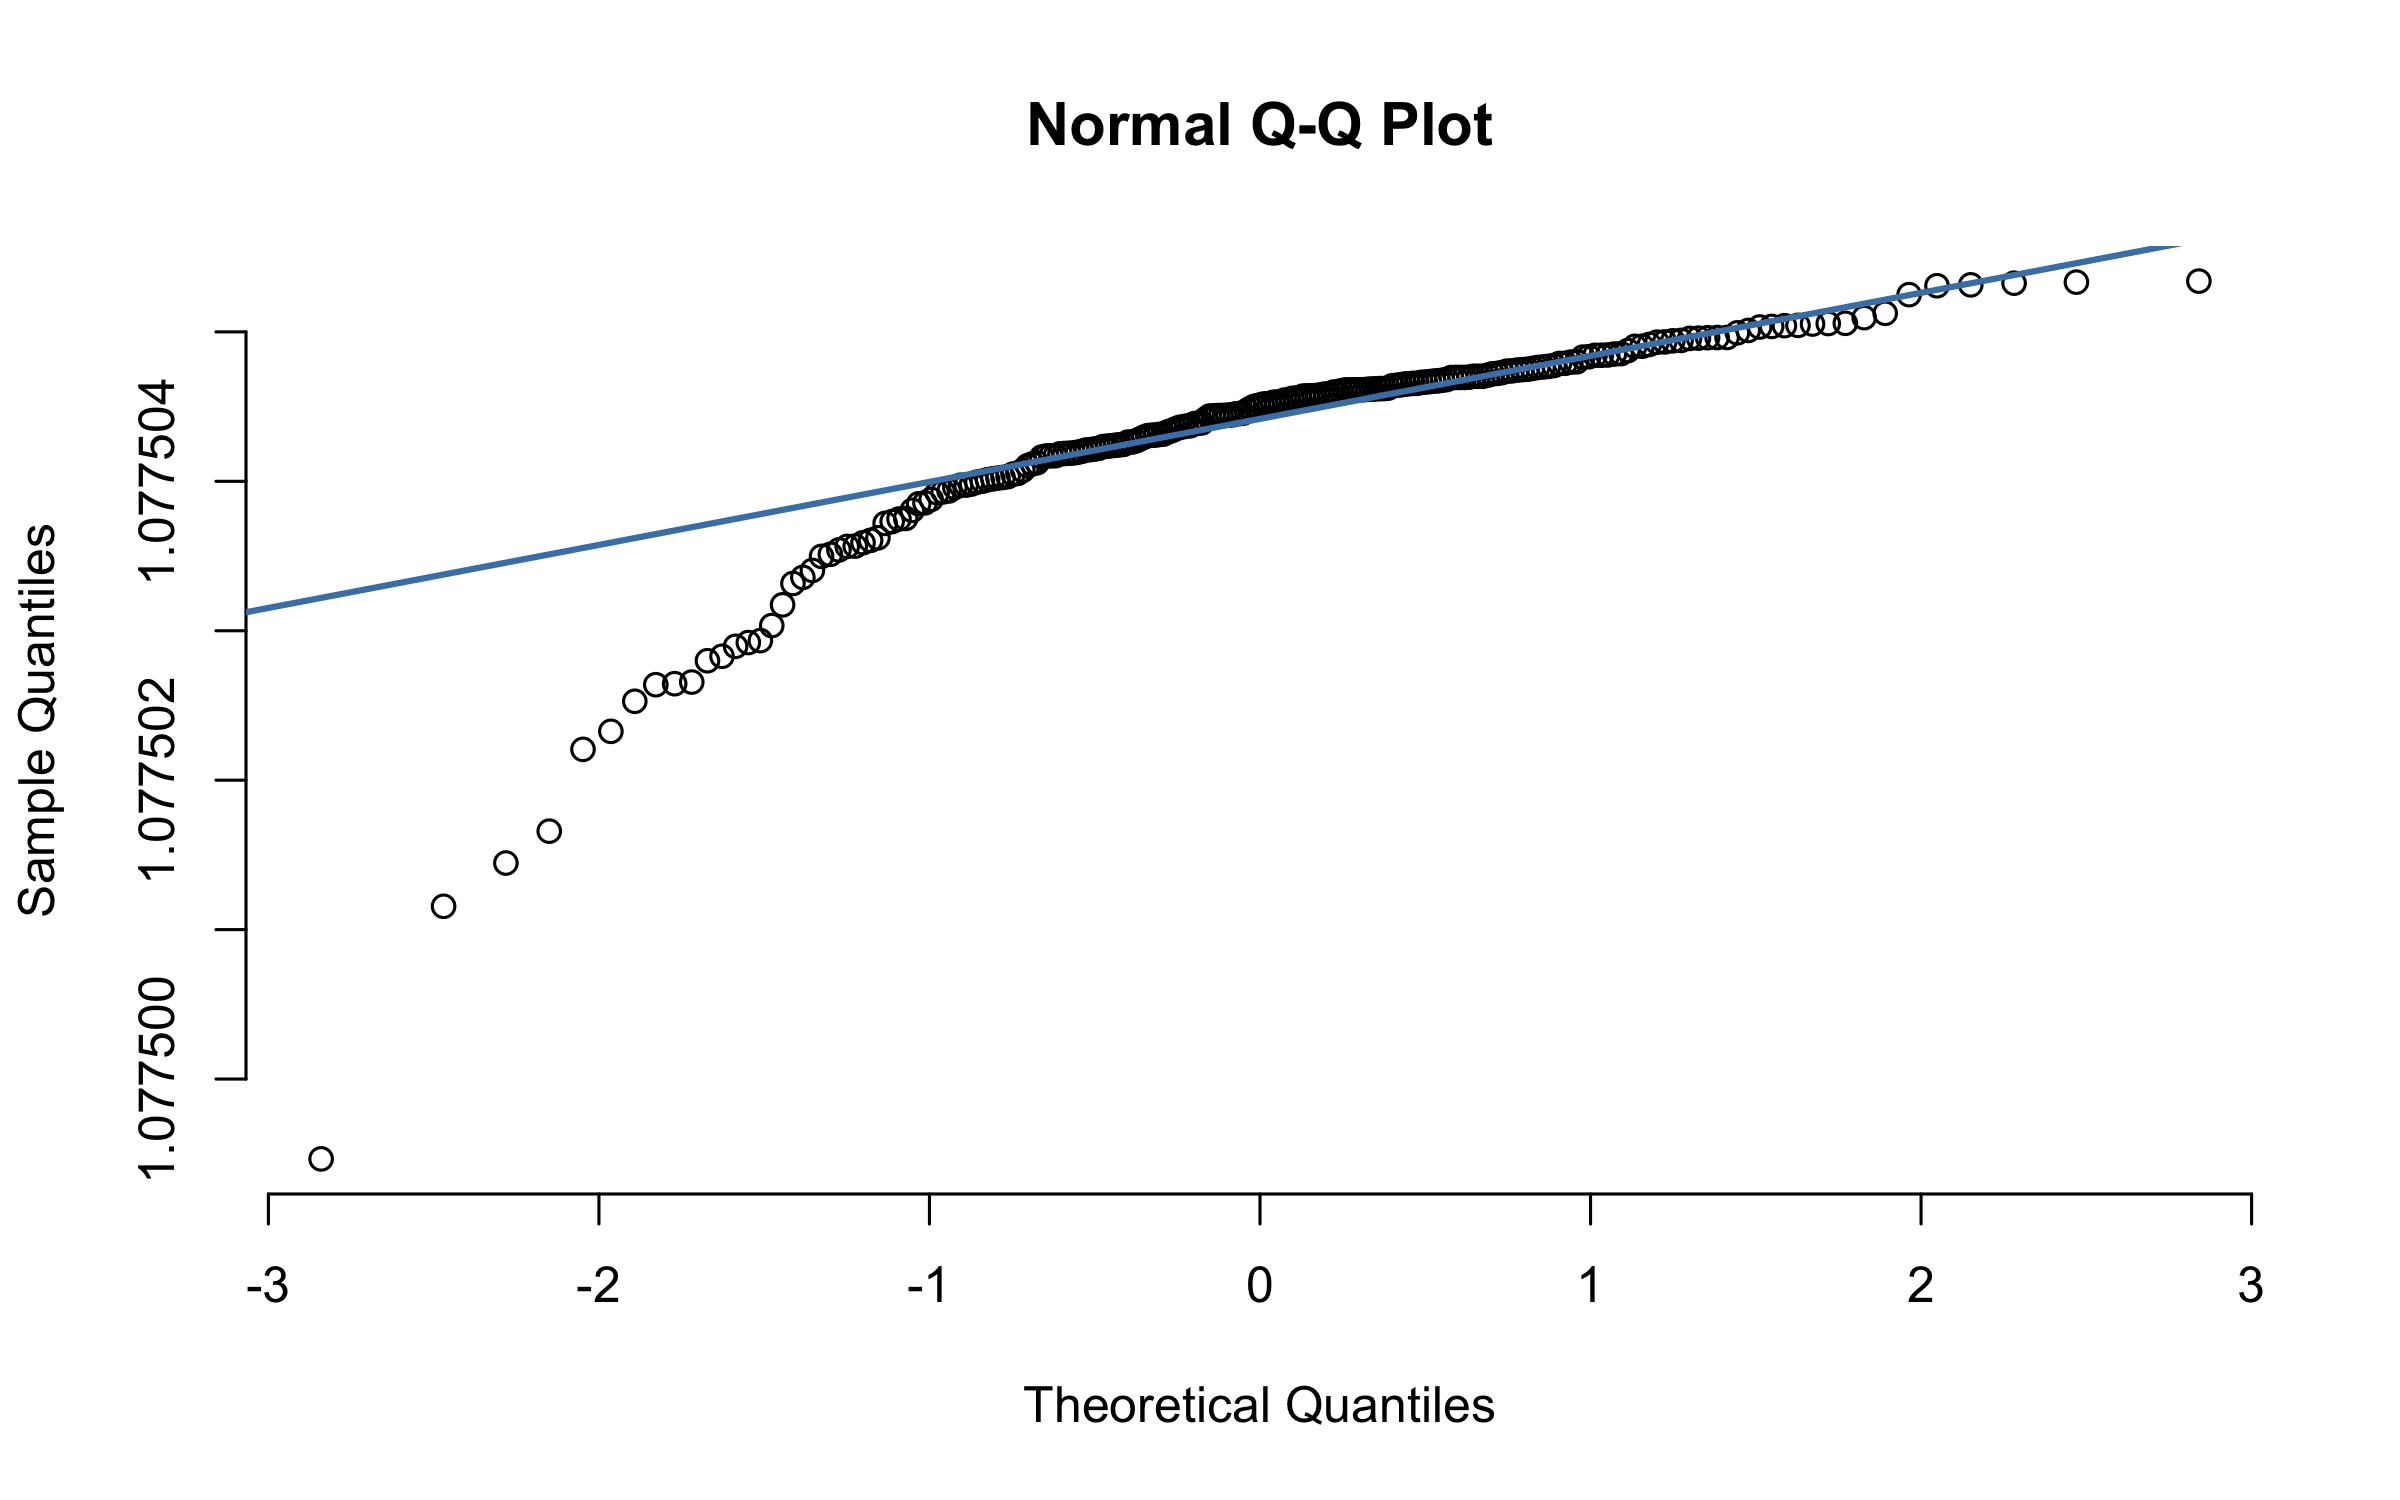 Normal Q-Q Plot
Sample Quantiles
1.077504
1.077502
1.077500
-3 -2 -1 0 1 2 3
Theoretical Quantiles